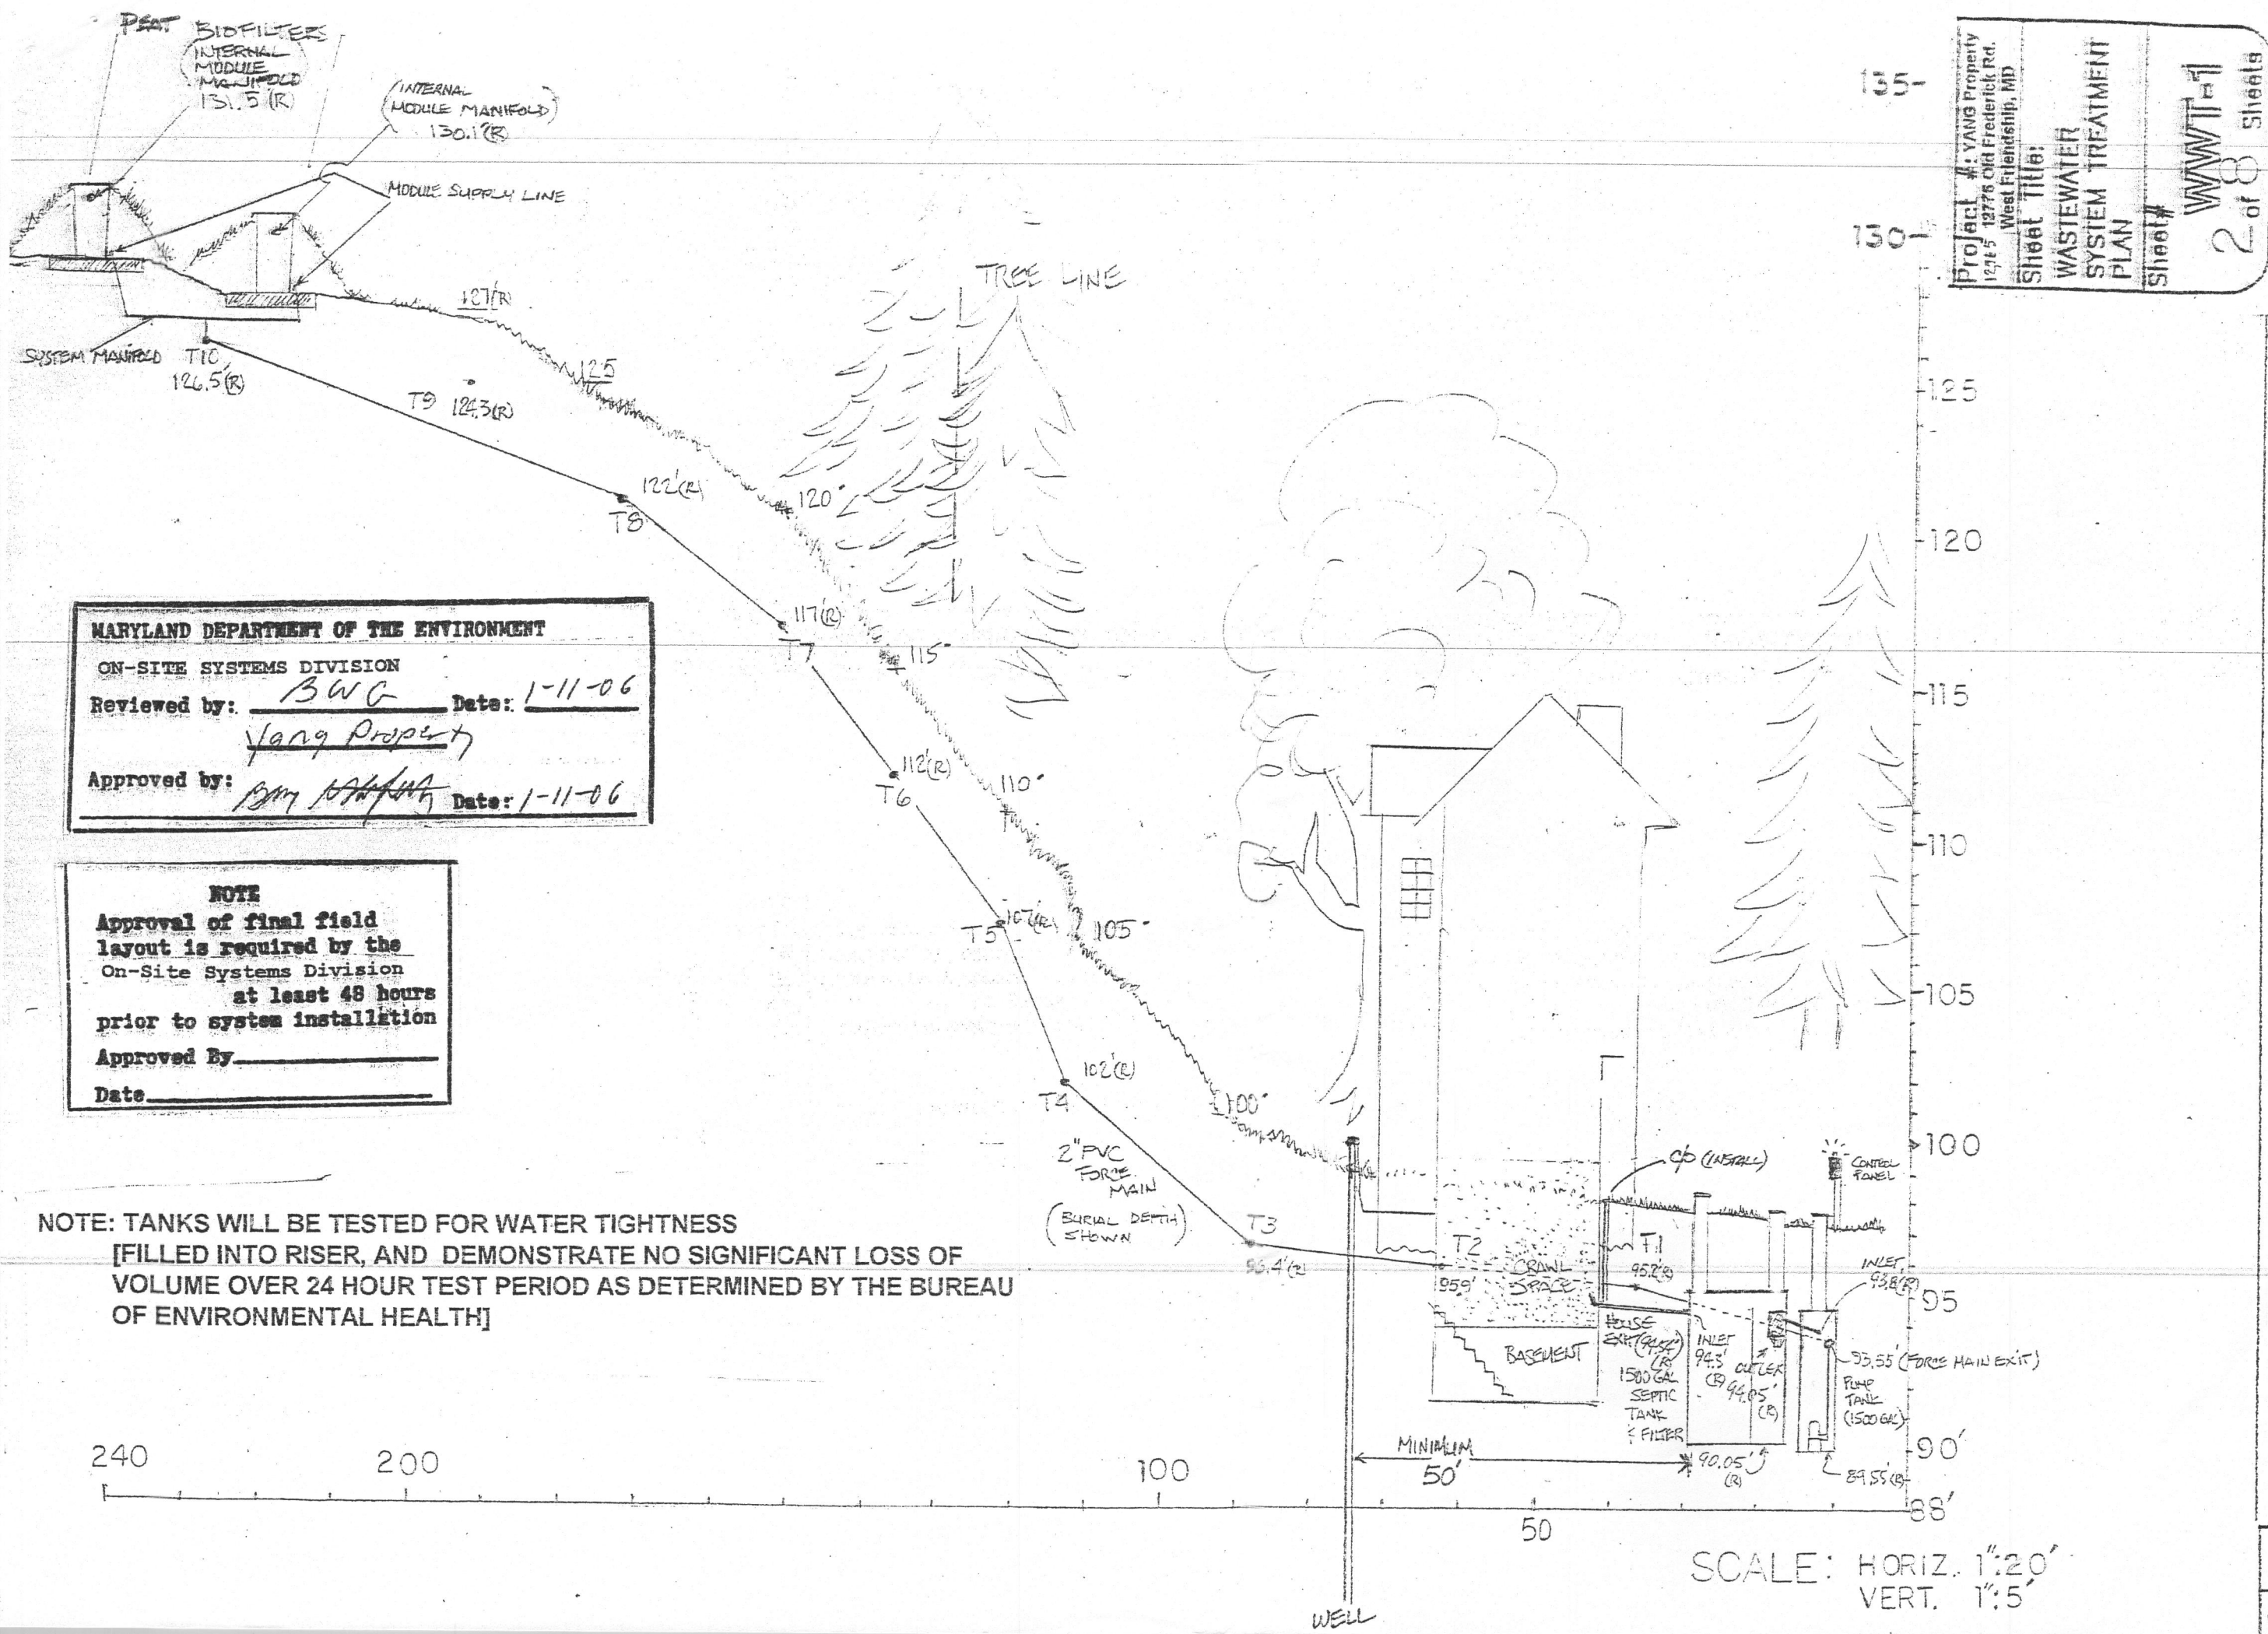 PEAT BIOFILTERS
(INTERNAL
MODULE
MANIFOLD
131.5'(R)
(INTERNAL
MODULE MANIFOLD)
130.1'(R)
MODULE SUPPLY LINE
SYSTEM MANIFOLD
T10
126.5'(R)
127'(R)
T9 124.3(R)
125
TREE LINE
122'(R)
T8
120'
117'(R)
T7
115'
112'(R)
T6
110'
107'(R)
T5
105'
102'(R)
T4
100'
2" PVC
FORCE
MAIN
(BURIAL DEPTH
SHOWN)
T3
96.4'(R)
T2
95.9'
CRAWL
SPACE
T1
95.2'(R)
C/O (INSTALL)
CONTROL
PANEL
INLET
93.8'(R)
BASEMENT
HOUSE
EXIT (94.54')
(R)
1500 GAL
SEPTIC
TANK
& FILTER
INLET
94.3'
(R)
OUTLET
94.05'
(R)
93.55' (FORCE MAIN EXIT)
PUMP
TANK
(1500 GAL)
90.05'
(R)
89.55'(R)
MINIMUM
50'
WELL
135
130
125
120
115
110
105
100
95
90'
88'
240
200
100
50
SCALE: HORIZ. 1":20'
VERT. 1":5'
Project #: YANG Property
12775 Old Frederick Rd.
West Friendship, MD
Sheet Title:
WASTEWATER
SYSTEM TREATMENT
PLAN
Sheet#
WWT-1
2 of 8 Sheets
MARYLAND DEPARTMENT OF THE ENVIRONMENT
ON-SITE SYSTEMS DIVISION
Reviewed by: BWG Date: 1-11-06
Yang Property
Approved by: Date: 1-11-06
NOTE
Approval of final field
layout is required by the
On-Site Systems Division
at least 48 hours
prior to system installation
Approved By
Date
NOTE: TANKS WILL BE TESTED FOR WATER TIGHTNESS
[FILLED INTO RISER, AND DEMONSTRATE NO SIGNIFICANT LOSS OF
VOLUME OVER 24 HOUR TEST PERIOD AS DETERMINED BY THE BUREAU
OF ENVIRONMENTAL HEALTH]